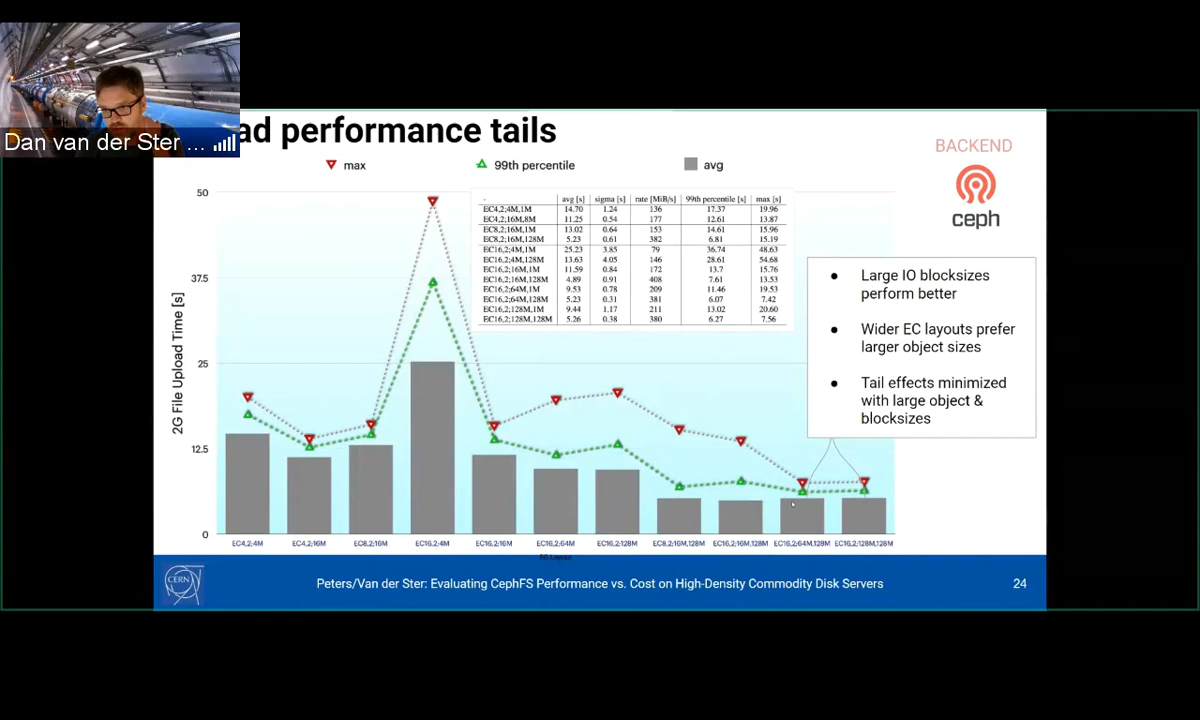 Dan van der Ster ...
ad performance tails
BACKEND
ceph
max
99th percentile
avg
50
37.5
25
12.5
0
2G File Upload Time [s]
- avg [s] sigma [s] rate [MiB/s] 99th percentile [s] max [s]
EC4,2;4M,1M 14.70 1.24 136 17.37 19.96
EC4,2;16M,8M 11.25 0.54 177 12.61 13.87
EC8,2;16M,1M 13.02 0.64 153 14.61 15.96
EC8,2;16M,128M 5.23 0.61 382 6.81 15.19
EC16,2;4M,1M 25.23 3.85 79 36.74 48.63
EC16,2;4M,128M 13.63 4.05 146 28.61 54.68
EC16,2;16M,1M 11.59 0.84 172 13.7 15.76
EC16,2;16M,128M 4.89 0.91 408 7.61 13.53
EC16,2;64M,1M 9.53 0.78 209 11.46 19.53
EC16,2;64M,128M 5.23 0.31 381 6.07 7.42
EC16,2;128M,1M 9.44 1.17 211 13.02 20.60
EC16,2;128M,128M 5.26 0.38 380 6.27 7.56
● Large IO blocksizes
perform better
● Wider EC layouts prefer
larger object sizes
● Tail effects minimized
with large object &
blocksizes
EC4,2;4M EC4,2;16M EC8,2;16M EC16,2;4M EC16,2;16M EC16,2;64M EC16,2;128M EC8,2;16M,128M EC16,2;16M,128M EC16,2;64M,128M EC16,2;128M,128M
EC Layout
CERN
Peters/Van der Ster: Evaluating CephFS Performance vs. Cost on High-Density Commodity Disk Servers
24